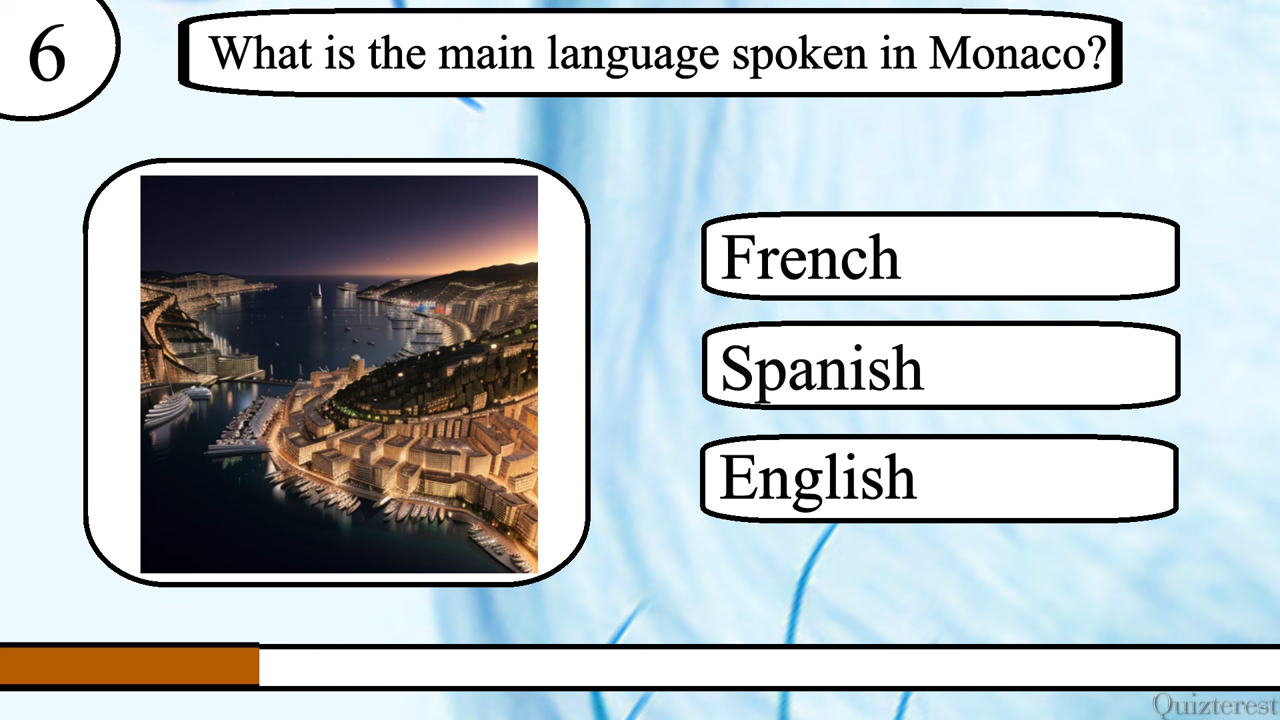 6
What is the main language spoken in Monaco?
French
Spanish
English
Quizterest